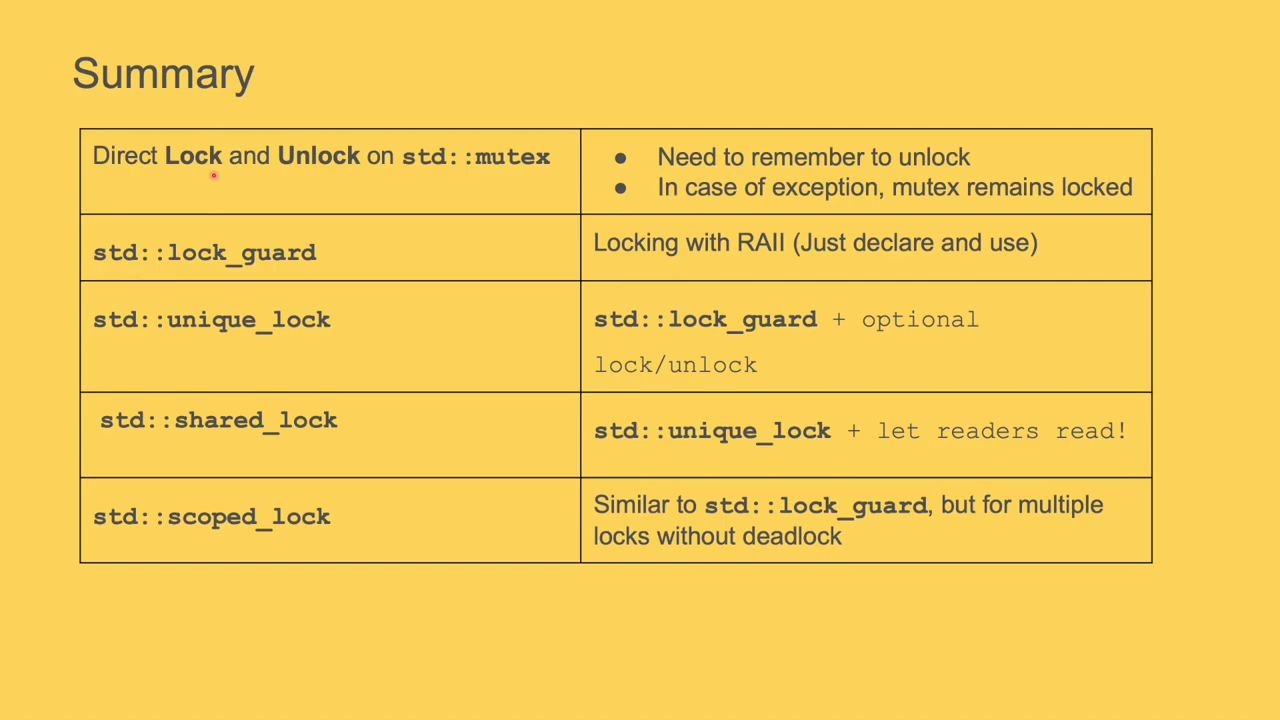 Summary
Direct Lock and Unlock on std::mutex
● Need to remember to unlock
● In case of exception, mutex remains locked
std::lock_guard
Locking with RAII (Just declare and use)
std::unique_lock
std::lock_guard + optional
lock/unlock
std::shared_lock
std::unique_lock + let readers read!
std::scoped_lock
Similar to std::lock_guard, but for multiple
locks without deadlock